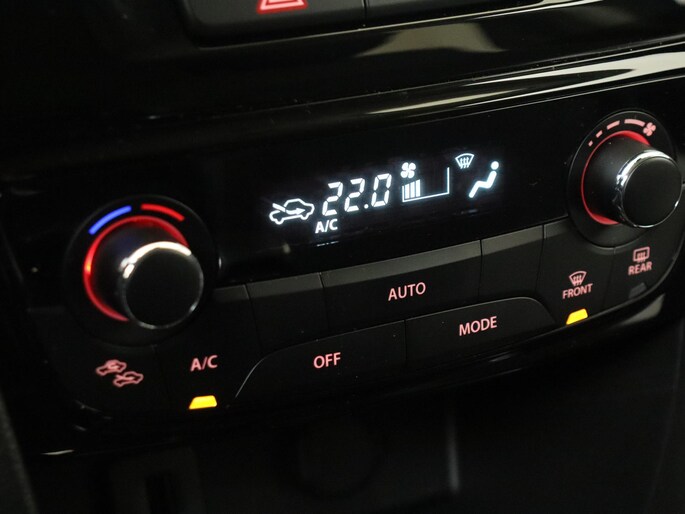 22.0
A/C
AUTO
REAR
FRONT
MODE
OFF
A/C